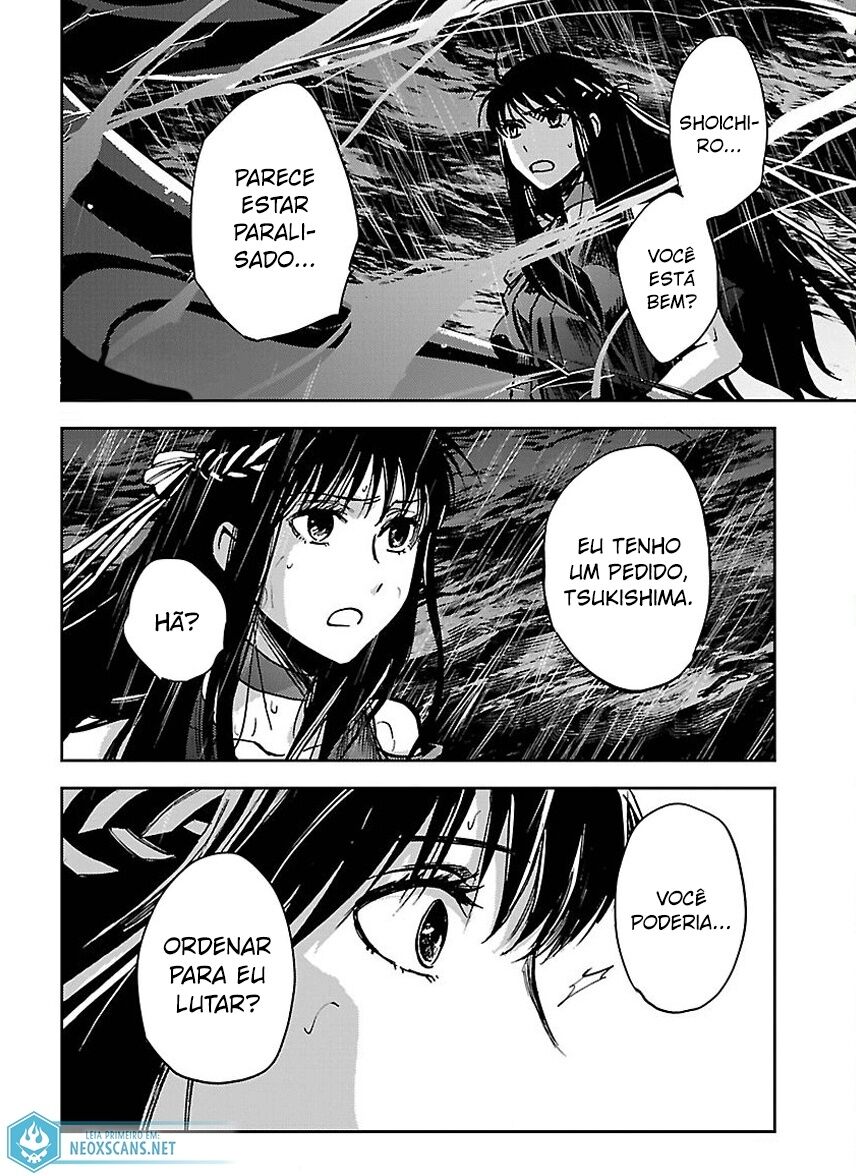 SHOICHI-
RO...
VOCÊ
ESTÁ
BEM?
PARECE
ESTAR
PARALI-
SADO...
EU TENHO
UM PEDIDO,
TSUKISHIMA.
HÃ?
VOCÊ
PODERIA...
ORDENAR
PARA EU
LUTAR?
LEIA PRIMEIRO EM:
NEOXSCANS.NET